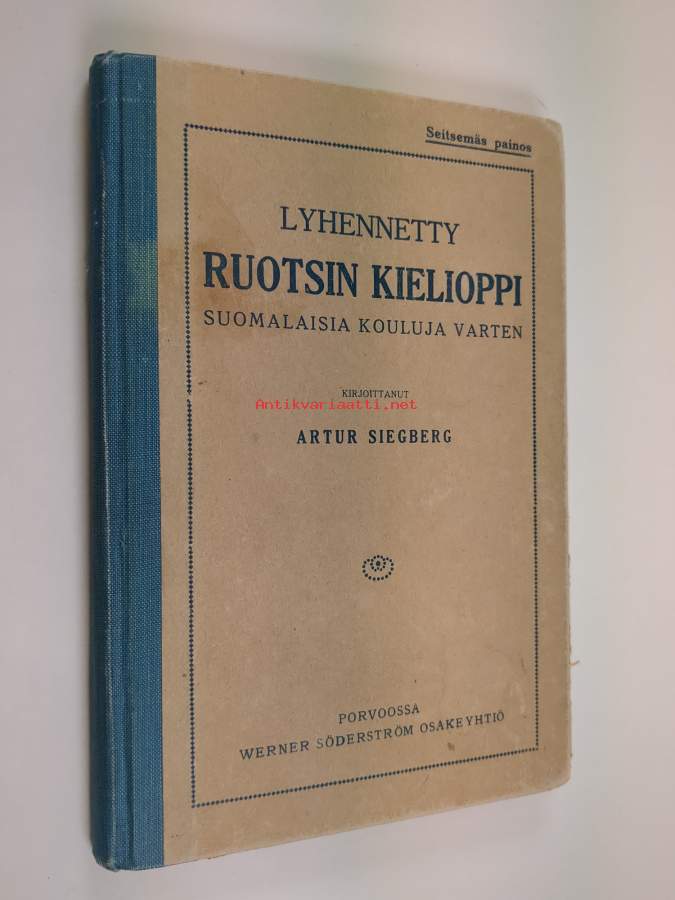 Seitsemäs painos
LYHENNETTY
RUOTSIN KIELIOPPI
SUOMALAISIA KOULUJA VARTEN
KIRJOITTANUT
Antikvariaatti.net
ARTUR SIEGBERG
PORVOOSSA
WERNER SÖDERSTRÖM OSAKEYHTIÖ